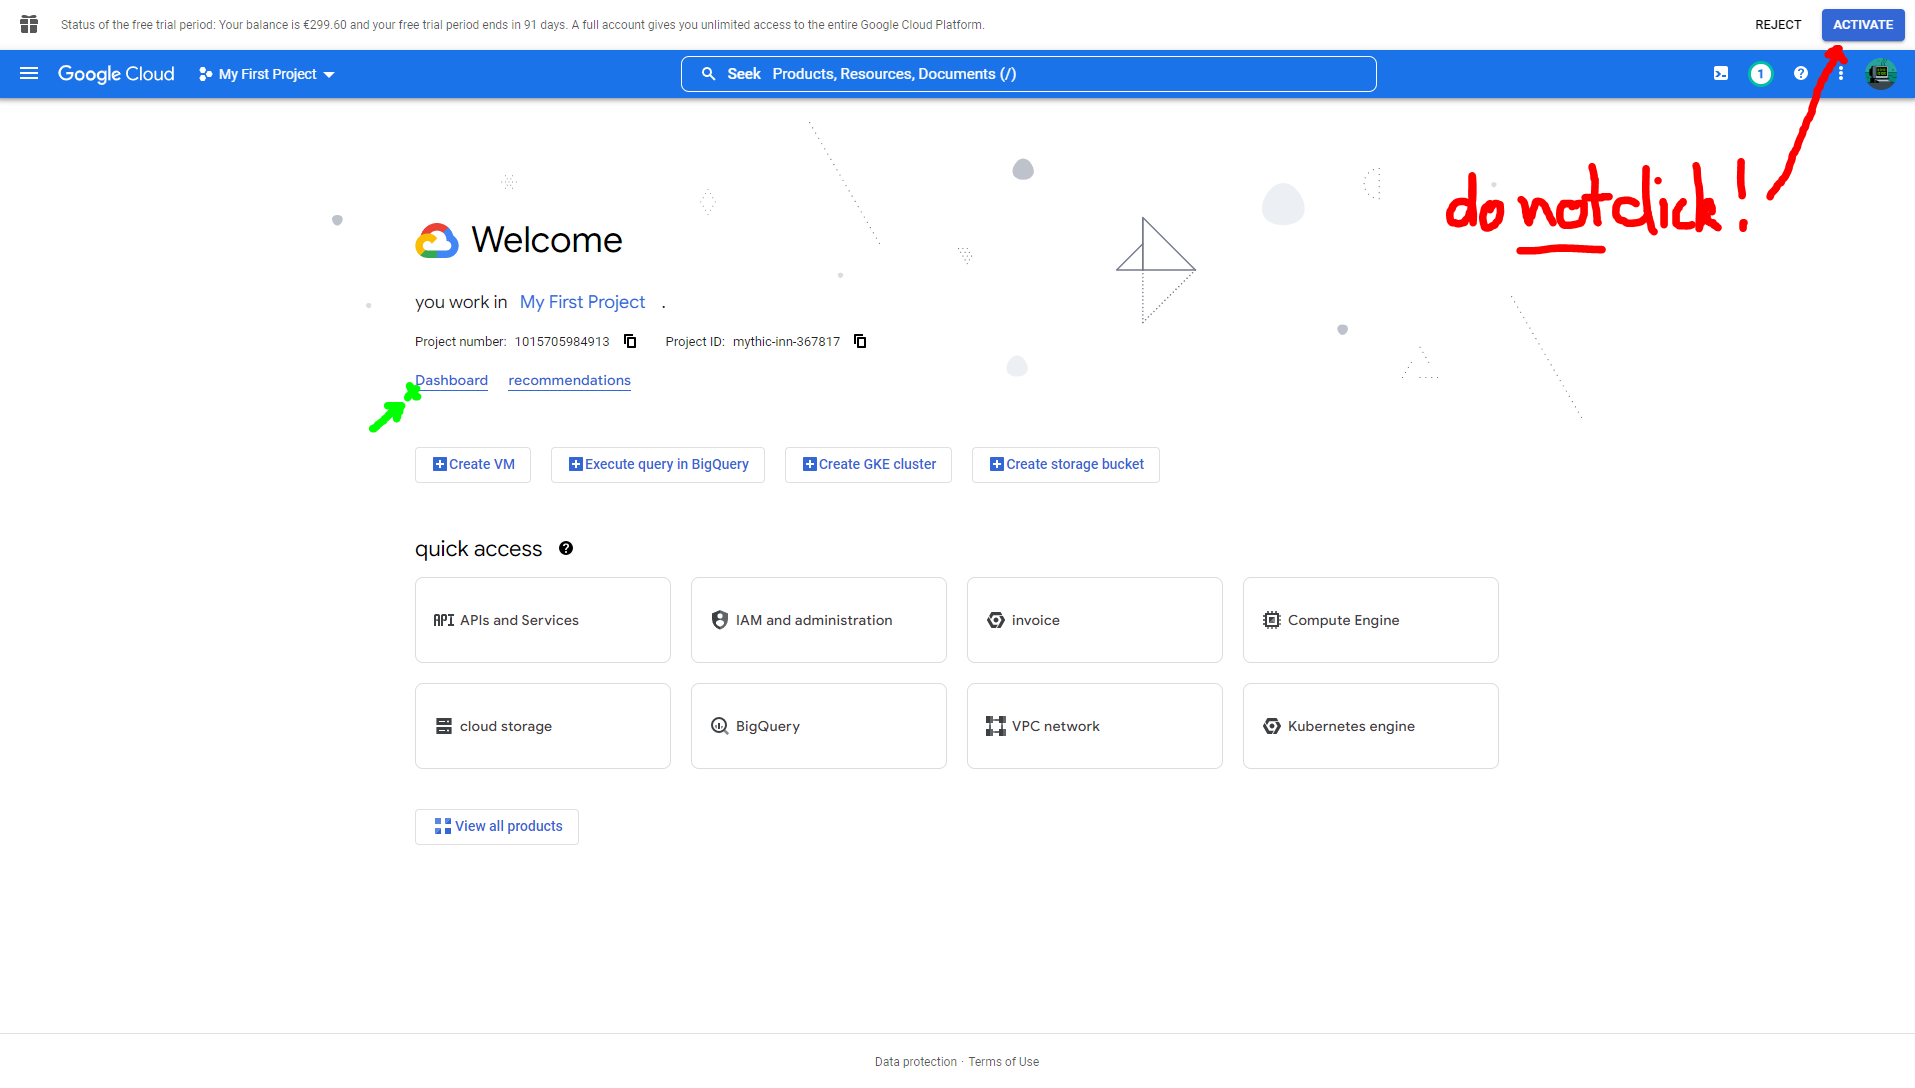 Status of the free trial period: Your balance is €299.60 and your free trial period ends in 91 days. A full account gives you unlimited access to the entire Google Cloud Platform.
REJECT
ACTIVATE
Google Cloud
My First Project
Seek Products, Resources, Documents (/)
1
?
do not click!
Welcome
you work in My First Project .
Project number: 1015705984913 Project ID: mythic-inn-367817
Dashboard recommendations
Create VM
Execute query in BigQuery
Create GKE cluster
Create storage bucket
quick access ?
API APIs and Services
IAM and administration
invoice
Compute Engine
cloud storage
BigQuery
VPC network
Kubernetes engine
View all products
Data protection · Terms of Use